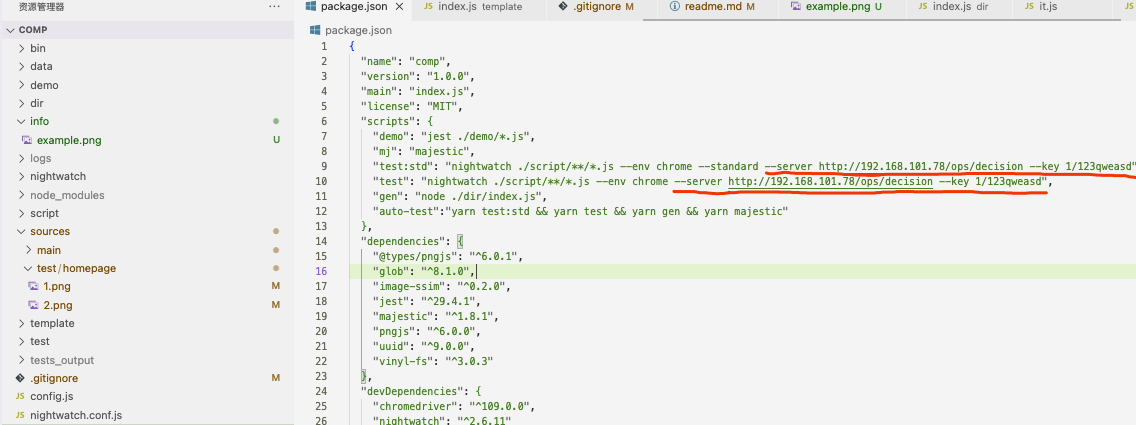 资源管理器 ···
COMP
bin
data
demo
dir
info
example.png U
logs
nightwatch
node_modules
script
sources
main
test/homepage
1.png M
2.png M
template
test
tests_output
.gitignore M
config.js
nightwatch.conf.js
package.json index.js template .gitignore M readme.md M example.png U index.js dir it.js
package.json
1 {
2 "name": "comp",
3 "version": "1.0.0",
4 "main": "index.js",
5 "license": "MIT",
6 "scripts": {
7 "demo": "jest ./demo/*.js",
8 "mj": "majestic",
9 "test:std": "nightwatch ./script/**/*.js --env chrome --standard --server http://192.168.101.78/ops/decision --key 1/123qweasd"
10 "test": "nightwatch ./script/**/*.js --env chrome --server http://192.168.101.78/ops/decision --key 1/123qweasd",
11 "gen": "node ./dir/index.js",
12 "auto-test":"yarn test:std && yarn test && yarn gen && yarn majestic"
13 },
14 "dependencies": {
15 "@types/pngjs": "^6.0.1",
16 "glob": "^8.1.0",
17 "image-ssim": "^0.2.0",
18 "jest": "^29.4.1",
19 "majestic": "^1.8.1",
20 "pngjs": "^6.0.0",
21 "uuid": "^9.0.0",
22 "vinyl-fs": "^3.0.3"
23 },
24 "devDependencies": {
25 "chromedriver": "^109.0.0",
26 "nightwatch": "^2.6.11"